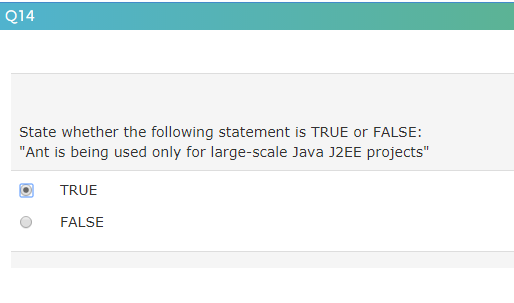 Q14
State whether the following statement is TRUE or FALSE:
"Ant is being used only for large-scale Java J2EE projects"
TRUE
FALSE